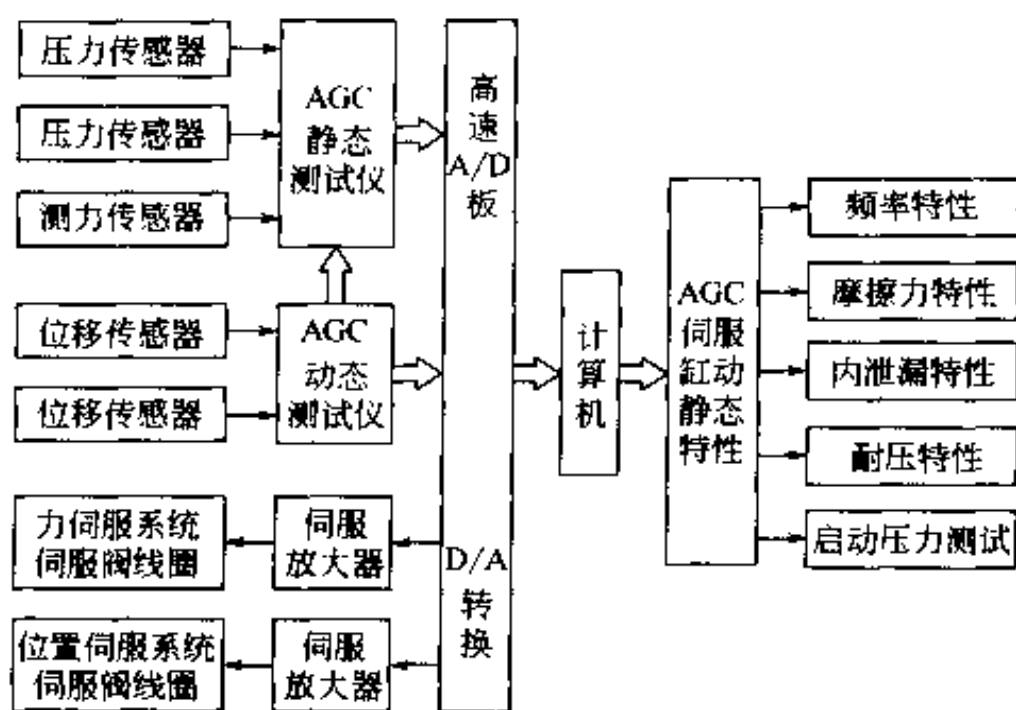 压力传感器
压力传感器
测力传感器
位移传感器
位移传感器
力伺服系统
伺服阀线圈
位置伺服系统
伺服阀线圈
AGC
静态
测试仪
AGC
动态
测试仪
伺服
放大器
伺服
放大器
高
速
A/D
板
D/A
转
换
计
算
机
AGC
伺服
缸动
静态
特性
频率特性
摩擦力特性
内泄漏特性
耐压特性
启动压力测试